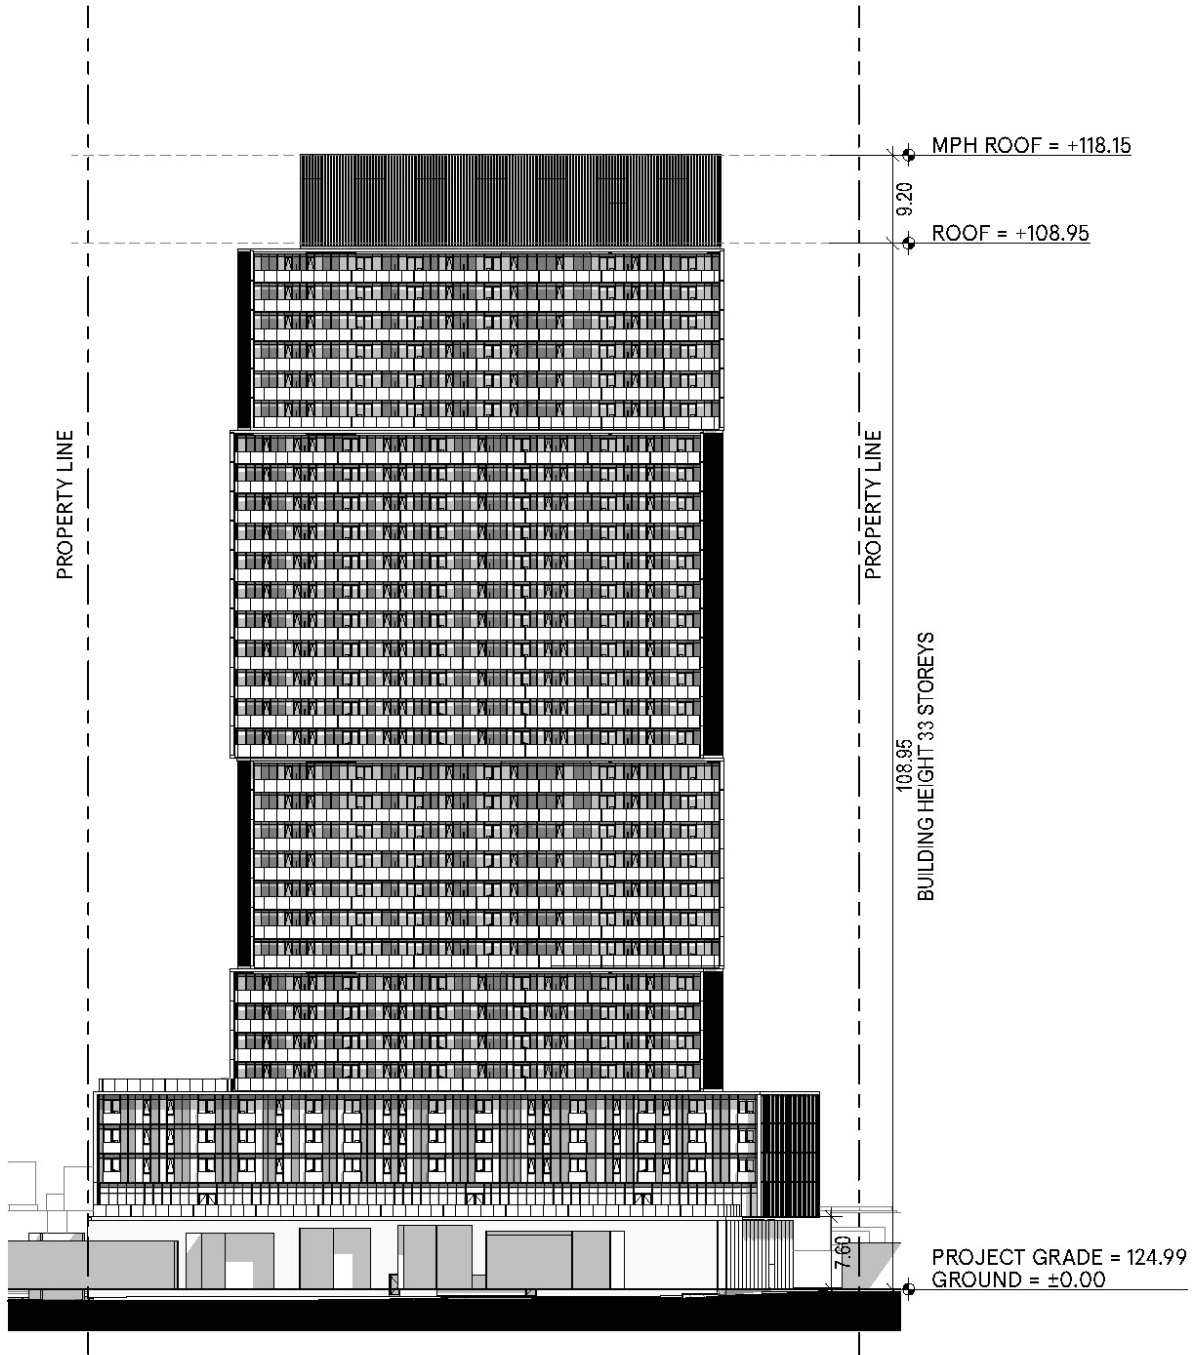 MPH ROOF = +118.15
9.20
ROOF = +108.95
PROPERTY LINE
PROPERTY LINE
108.95
BUILDING HEIGHT 33 STOREYS
7.60
PROJECT GRADE = 124.99
GROUND = ±0.00